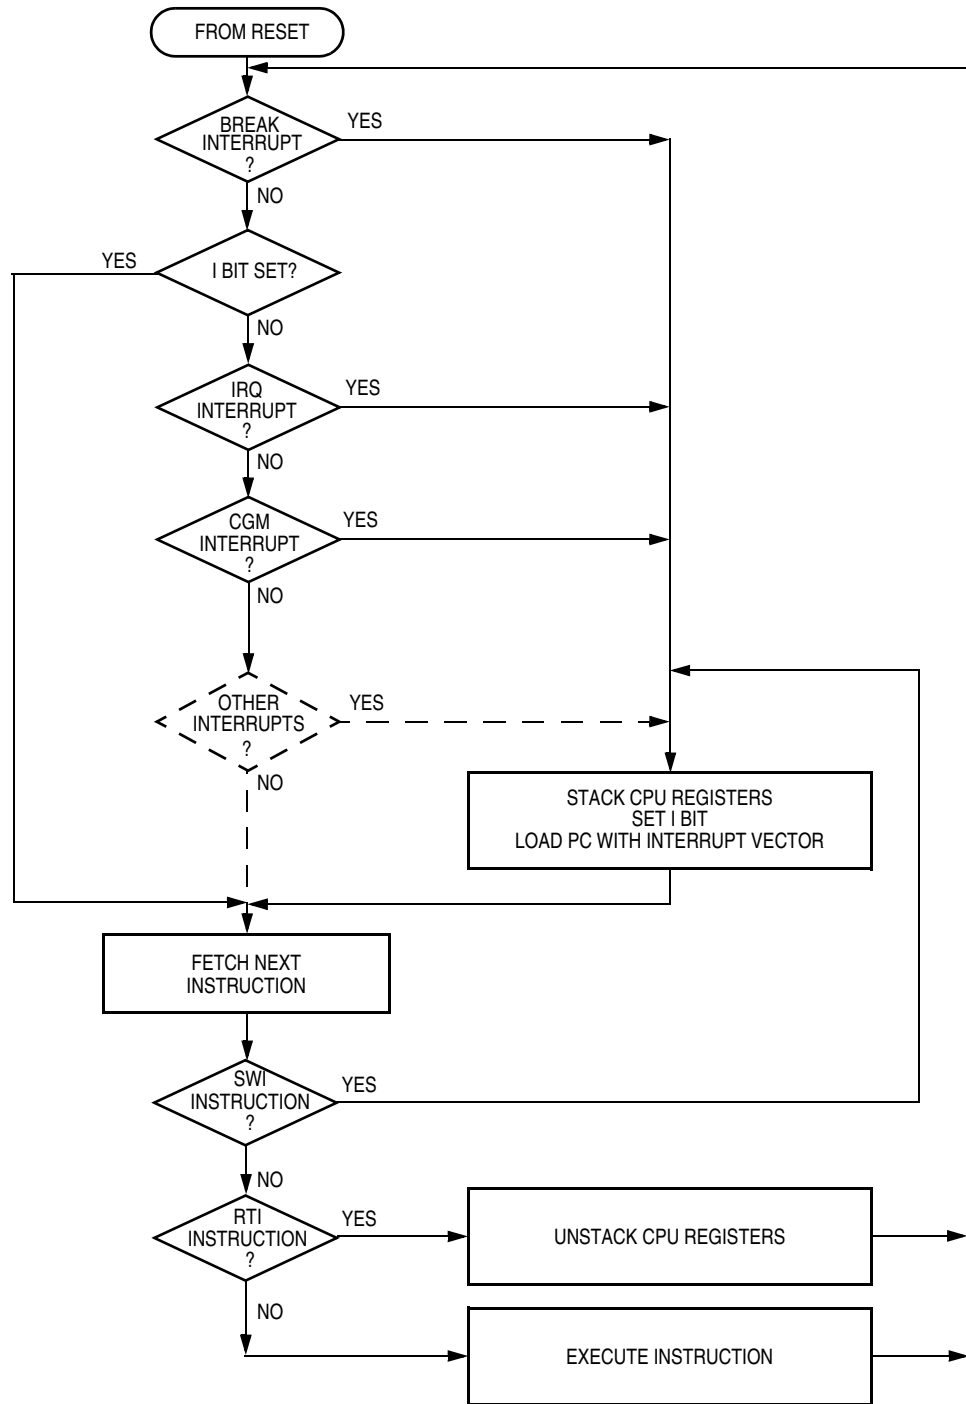 FROM RESET
BREAK
INTERRUPT
?
YES
NO
YES
I BIT SET?
NO
IRQ
INTERRUPT
?
YES
NO
CGM
INTERRUPT
?
YES
NO
OTHER
INTERRUPTS
?
YES
NO
STACK CPU REGISTERS
SET I BIT
LOAD PC WITH INTERRUPT VECTOR
FETCH NEXT
INSTRUCTION
SWI
INSTRUCTION
?
YES
NO
RTI
INSTRUCTION
?
YES
UNSTACK CPU REGISTERS
NO
EXECUTE INSTRUCTION